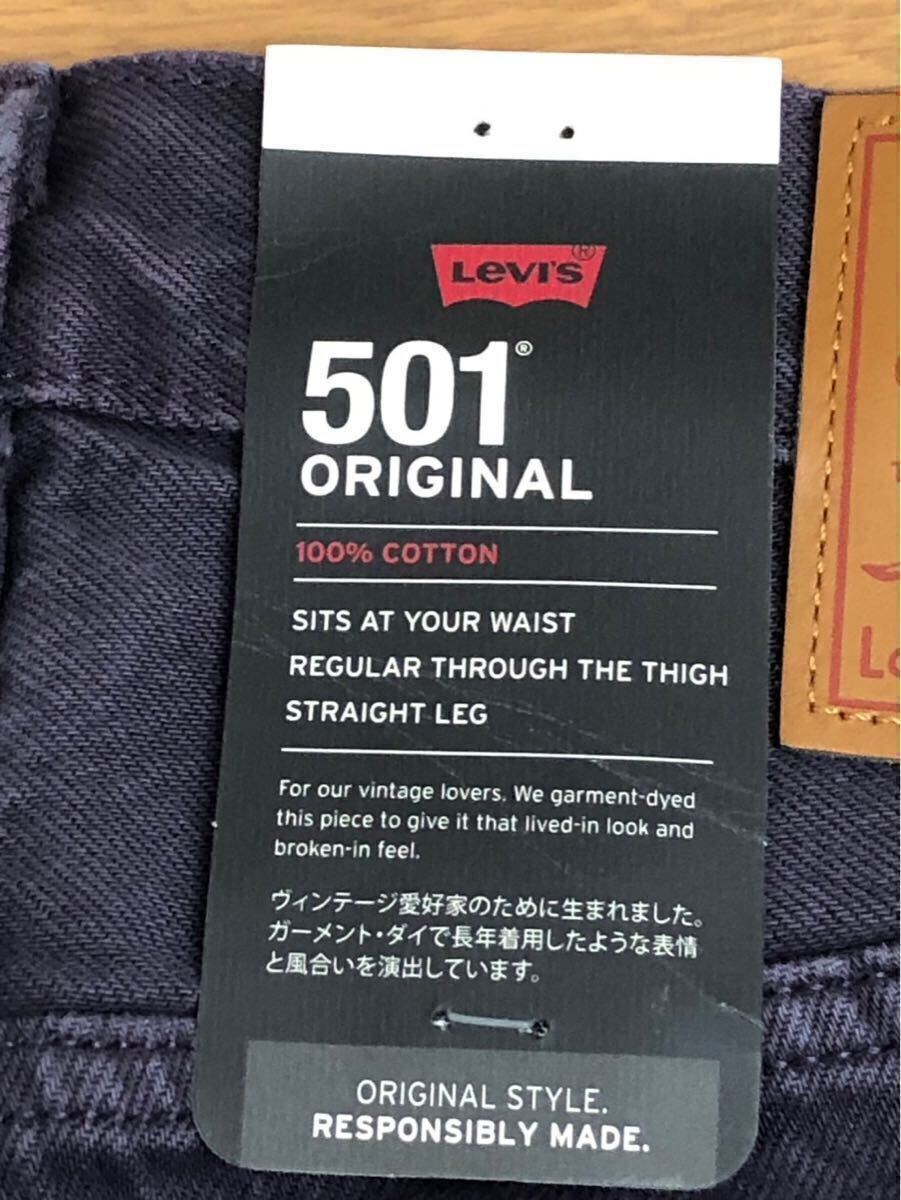 LEVI'S®
501®
ORIGINAL
100% COTTON
SITS AT YOUR WAIST
REGULAR THROUGH THE THIGH
STRAIGHT LEG
For our vintage lovers. We garment-dyed
this piece to give it that lived-in look and
broken-in feel.
ヴィンテージ愛好家のために生まれました。
ガーメント・ダイで長年着用したような表情
と風合いを演出しています。
ORIGINAL STYLE.
RESPONSIBLY MADE.